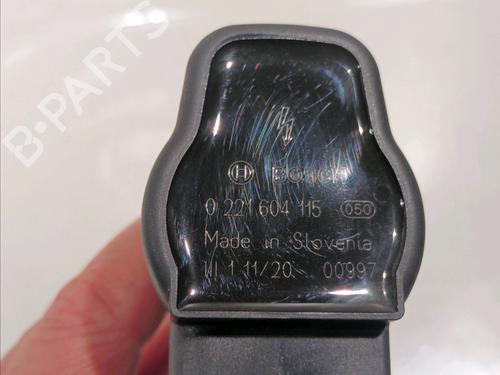 BOSCH
0 221 604 115 050
Made in Slovenia
1 11/20 00997
B-PARTS